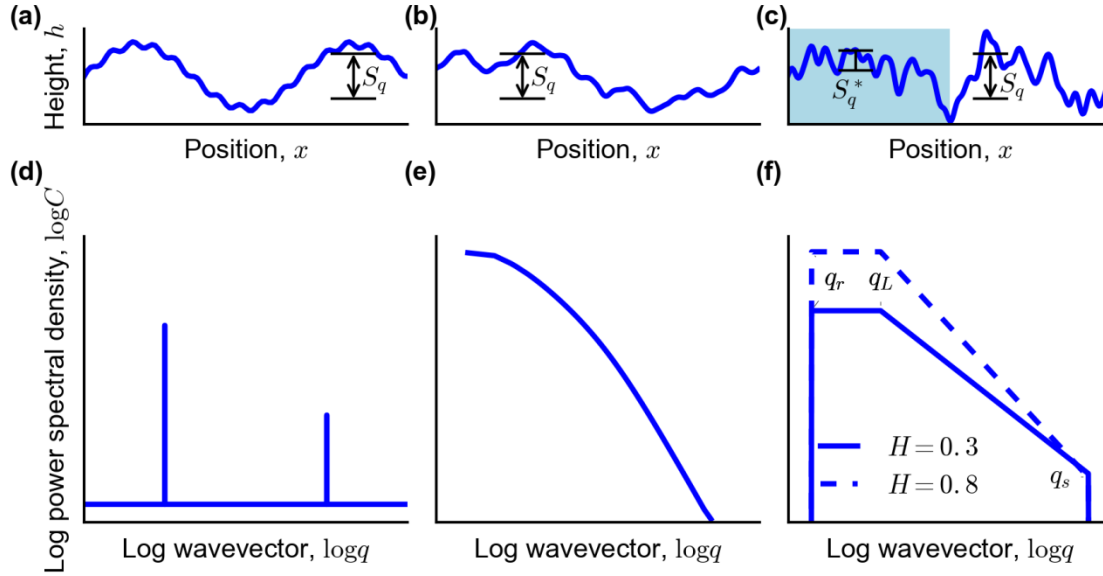 (a)
Height, h
S_q
Position, x
(b)
S_q
Position, x
(c)
S_q^*
S_q
Position, x
(d)
Log power spectral density, logC
Log wavevector, logq
(e)
Log wavevector, logq
(f)
q_r
q_L
H=0.3
H=0.8
q_s
Log wavevector, logq